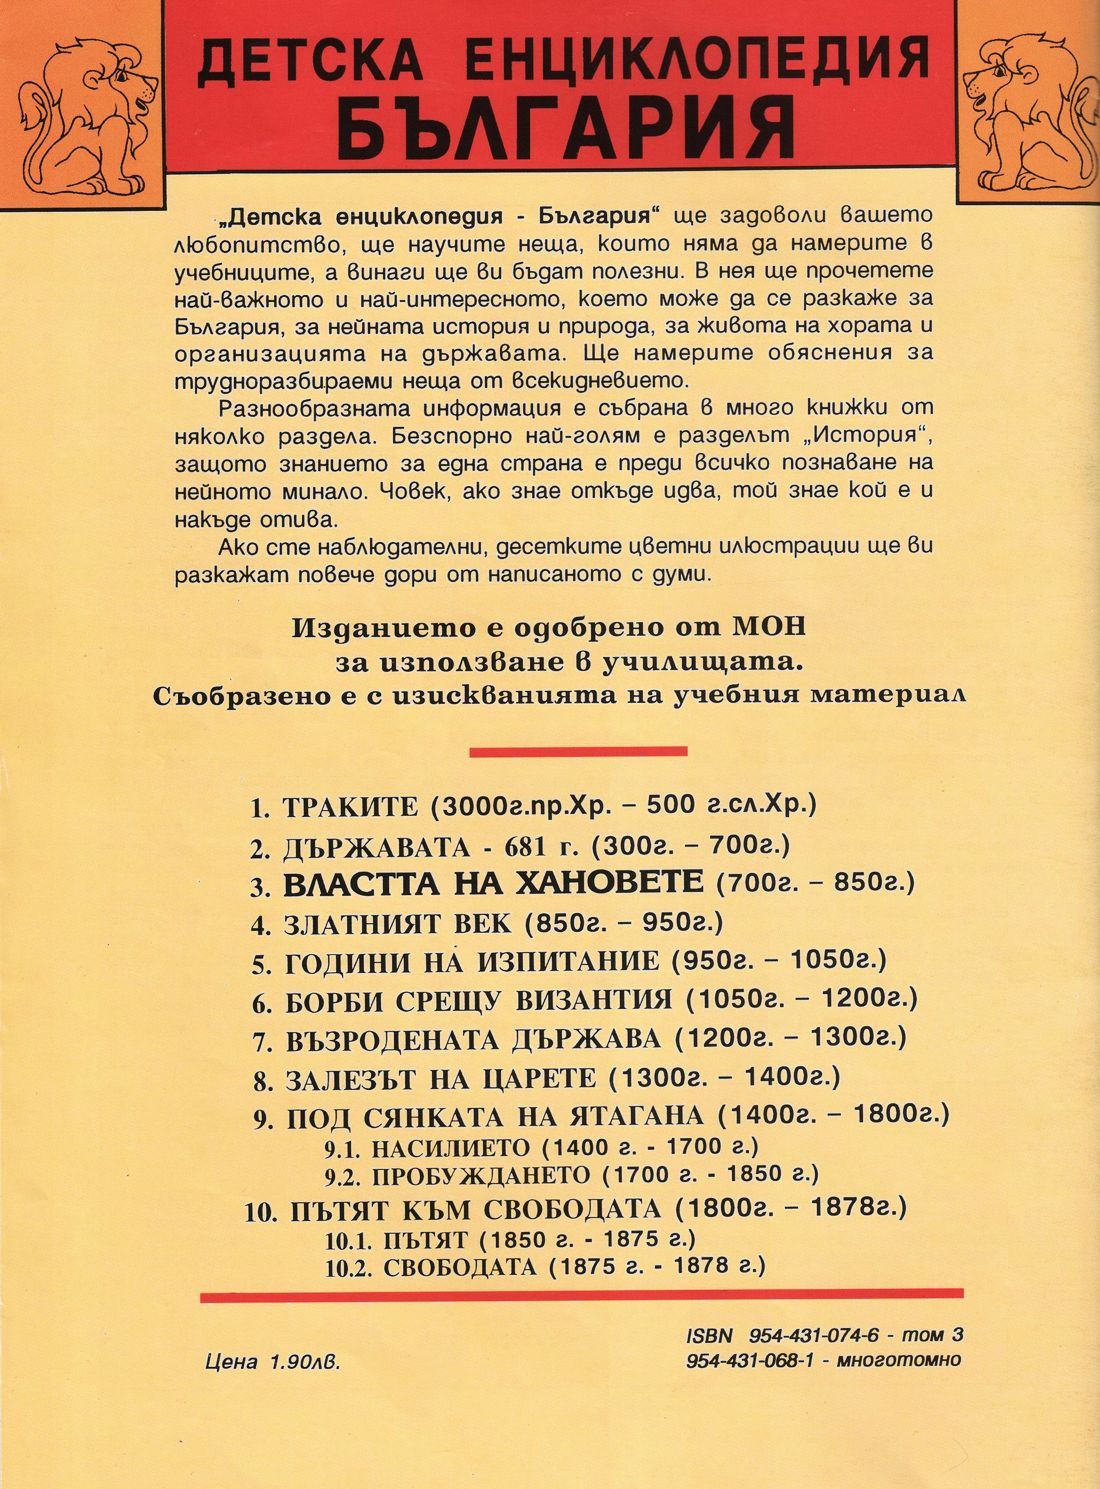 ДЕТСКА ЕНЦИКЛОПЕДИЯ
БЪЛГАРИЯ
„Детска енциклопедия - България“ ще задоволи вашето
любопитство, ще научите неща, които няма да намерите в
учебниците, а винаги ще ви бъдат полезни. В нея ще прочетете
най-важното и най-интересното, което може да се разкаже за
България, за нейната история и природа, за живота на хората и
организацията на държавата. Ще намерите обяснения за
трудноразбираеми неща от всекидневието.
Разнообразната информация е събрана в много книжки от
няколко раздела. Безспорно най-голям е разделът „История“,
защото знанието за една страна е преди всичко познаване на
нейното минало. Човек, ако знае откъде идва, той знае кой е и
накъде отива.
Ако сте наблюдателни, десетките цветни илюстрации ще ви
разкажат повече дори от написаното с думи.
Изданието е одобрено от МОН
за използване в училищата.
Съобразено е с изискванията на учебния материал
1. ТРАКИТЕ (3000г.пр.Хр. – 500 г.сл.Хр.)
2. ДЪРЖАВАТА - 681 г. (300г. – 700г.)
3. ВЛАСТТА НА ХАНОВЕТЕ (700г. – 850г.)
4. ЗЛАТНИЯТ ВЕК (850г. – 950г.)
5. ГОДИНИ НА ИЗПИТАНИЕ (950г. – 1050г.)
6. БОРБИ СРЕЩУ ВИЗАНТИЯ (1050г. – 1200г.)
7. ВЪЗРОДЕНАТА ДЪРЖАВА (1200г. – 1300г.)
8. ЗАЛЕЗЪТ НА ЦАРЕТЕ (1300г. – 1400г.)
9. ПОД СЯНКАТА НА ЯТАГАНА (1400г. – 1800г.)
9.1. НАСИЛИЕТО (1400 г. - 1700 г.)
9.2. ПРОБУЖДАНЕТО (1700 г. - 1850 г.)
10. ПЪТЯТ КЪМ СВОБОДАТА (1800г. – 1878г.)
10.1. ПЪТЯТ (1850 г. - 1875 г.)
10.2. СВОБОДАТА (1875 г. - 1878 г.)
ISBN 954-431-074-6 - том 3
Цена 1.90лв.
954-431-068-1 - многотомно